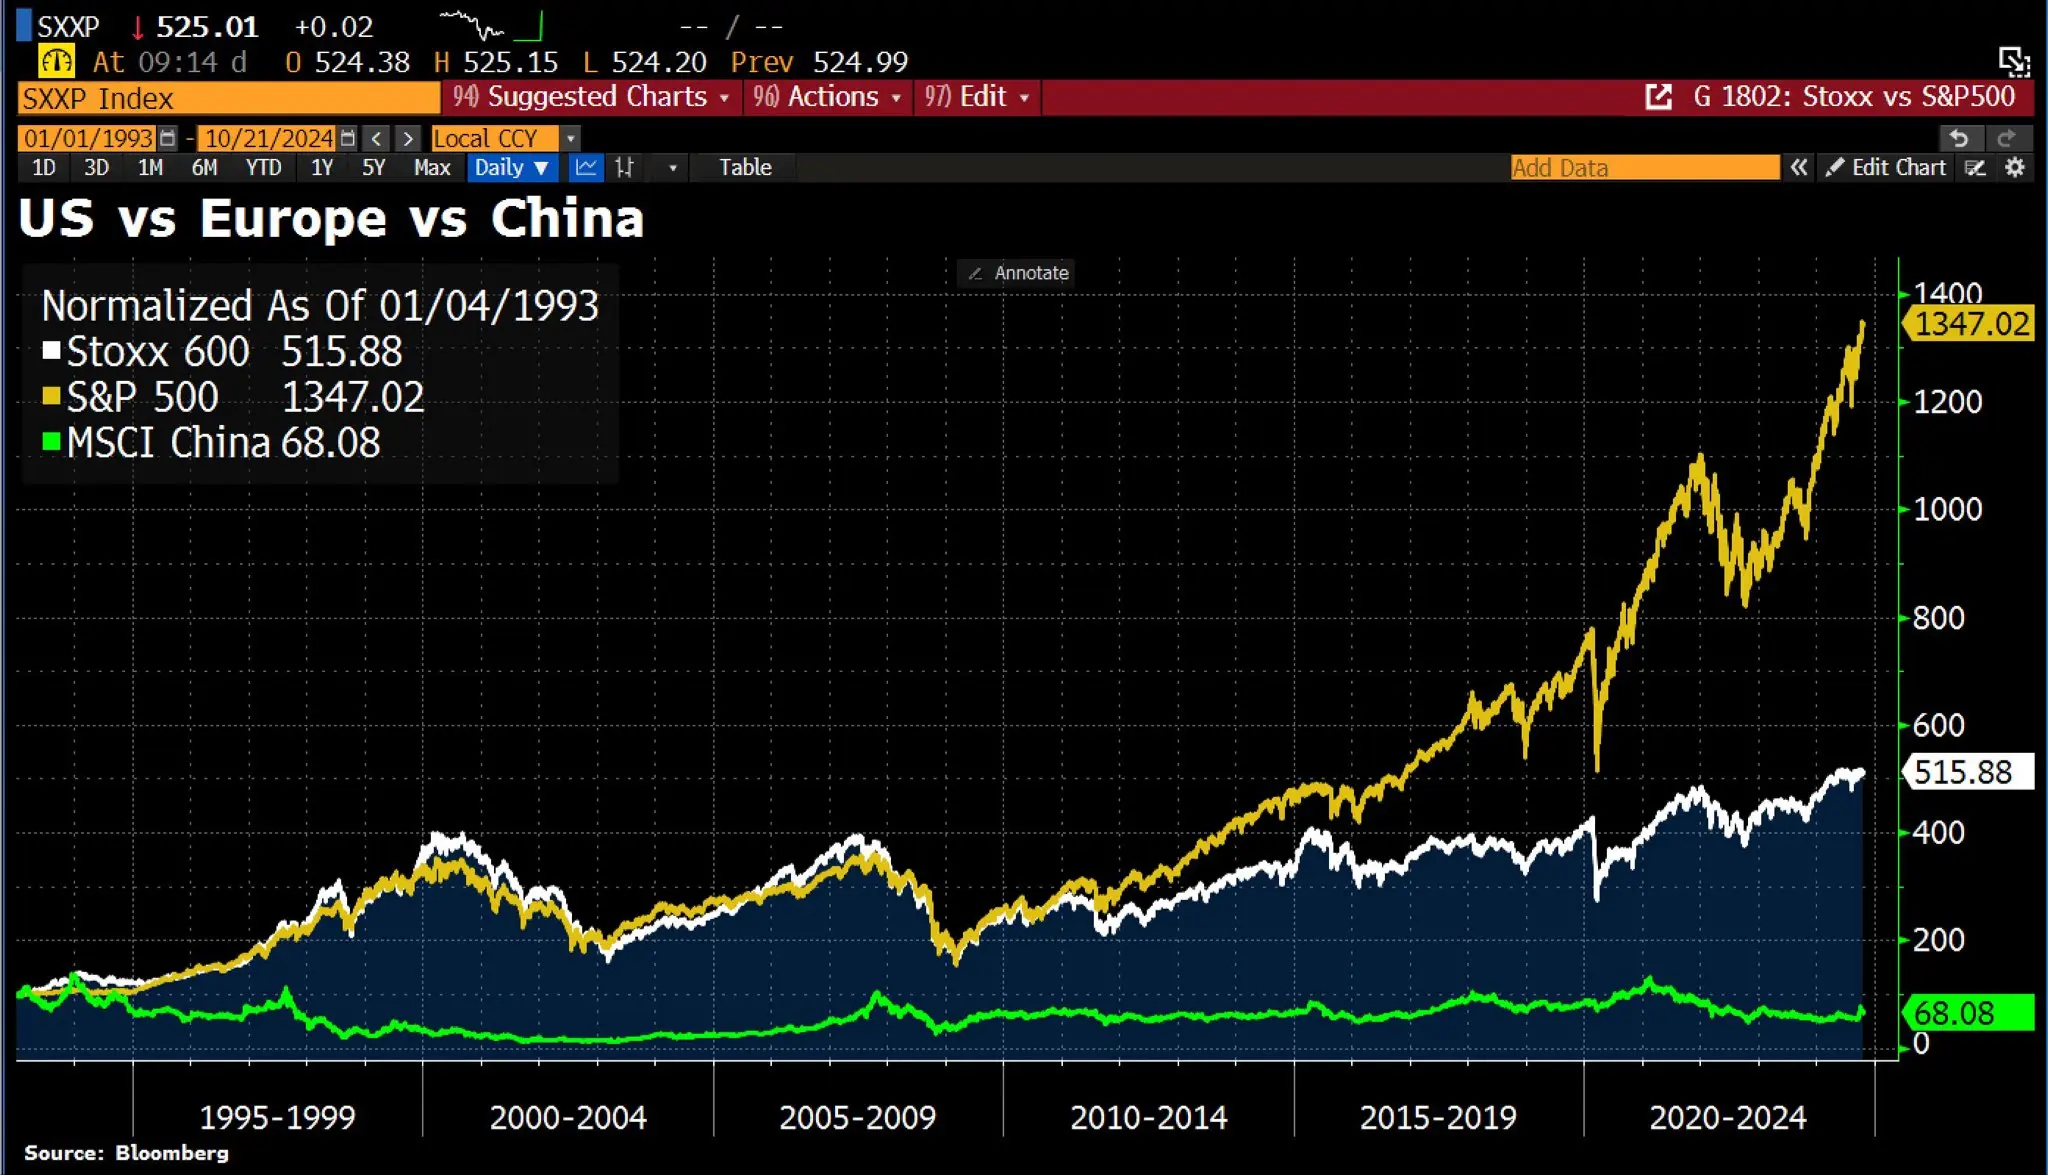 SXXP ↓ 525.01 +0.02 -- / --
At 09:14 d O 524.38 H 525.15 L 524.20 Prev 524.99
SXXP Index 94) Suggested Charts 96) Actions 97) Edit G 1802: Stoxx vs S&P500
01/01/1993 - 10/21/2024 < > Local CCY
1D 3D 1M 6M YTD 1Y 5Y Max Daily ▼ Table Add Data « Edit Chart
US vs Europe vs China
Annotate
Normalized As Of 01/04/1993
Stoxx 600 515.88
S&P 500 1347.02
MSCI China 68.08
1400
1347.02
1200
1000
800
600
515.88
400
200
68.08
0
1995-1999 2000-2004 2005-2009 2010-2014 2015-2019 2020-2024
Source: Bloomberg